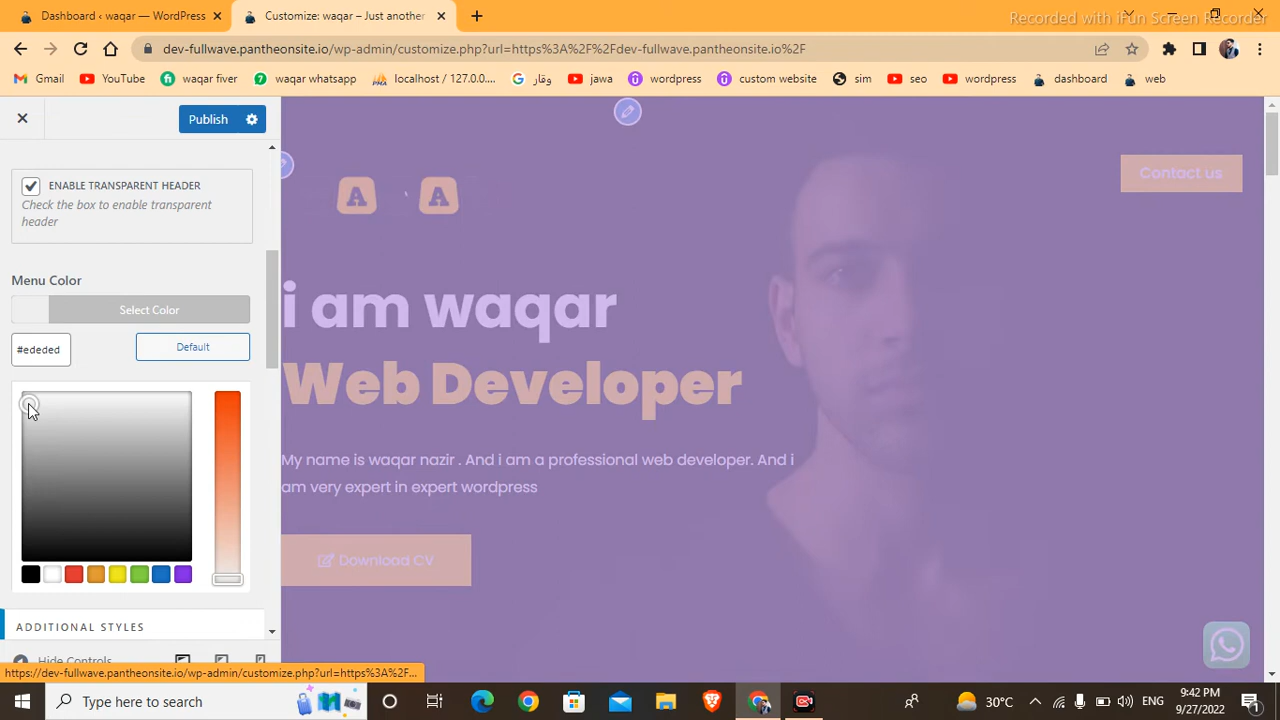 Dashboard ‹ waqar — WordPress
Customize: waqar – Just another
Recorded with iFun Screen Recorder
dev-fullwave.pantheonsite.io/wp-admin/customize.php?url=https%3A%2F%2Fdev-fullwave.pantheonsite.io%2F
Gmail
YouTube
waqar fiver
waqar whatsapp
localhost / 127.0.0....
وقار
jawa
wordpress
custom website
sim
seo
wordpress
dashboard
web
Publish
ENABLE TRANSPARENT HEADER
Check the box to enable transparent
header
A
A
Contact us
Menu Color
Select Color
#ededed
Default
i am waqar
Web Developer
My name is waqar nazir . And i am a professional web developer. And i
am very expert in expert wordpress
Download CV
ADDITIONAL STYLES
Hide Controls
https://dev-fullwave.pantheonsite.io/wp-admin/customize.php?url=https%3A%2F...
Type here to search
30°C
ENG
9:42 PM
9/27/2022
1